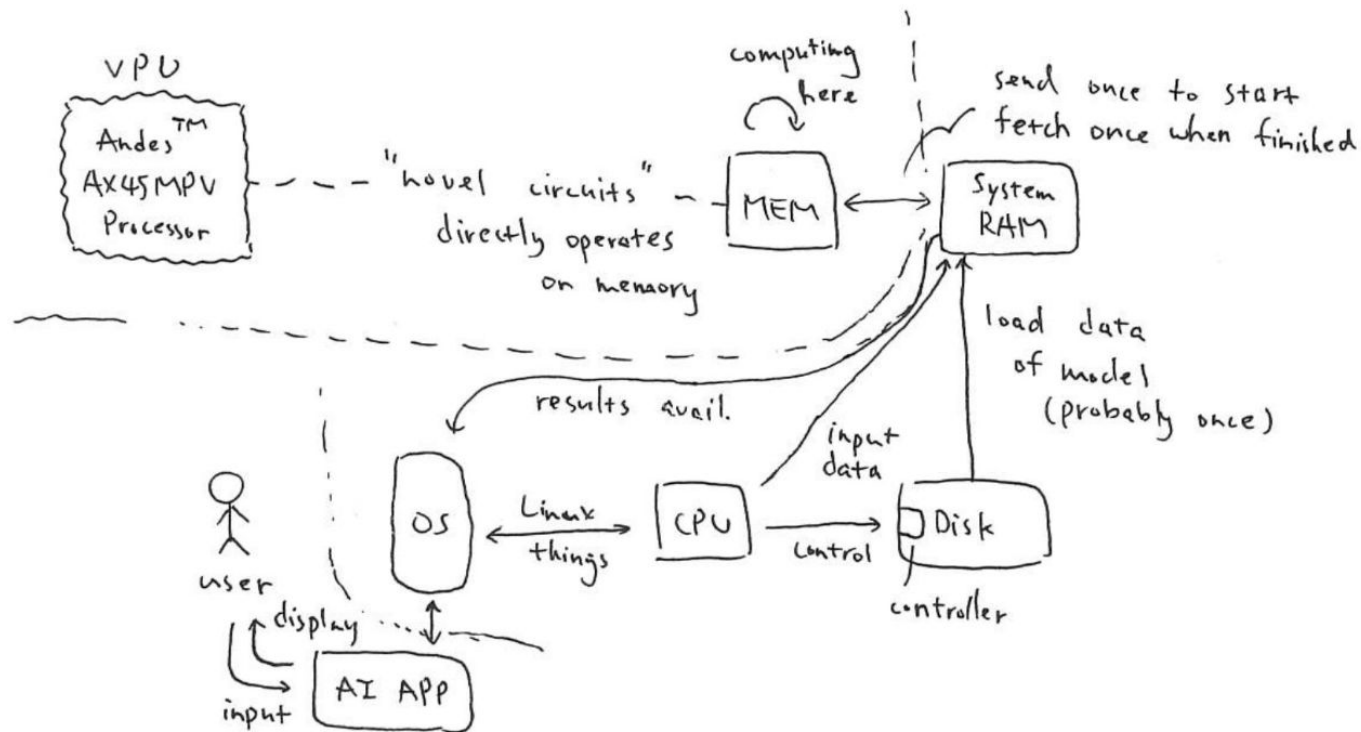 VPU
Andes™
AX45MPV
Processor
"novel circuits"
directly operates
on memory
computing
here
MEM
send once to start
fetch once when finished
System
RAM
load data
of model
(probably once)
results avail.
input
data
OS
Linux
things
CPU
control
Disk
controller
user
display
input
AI APP